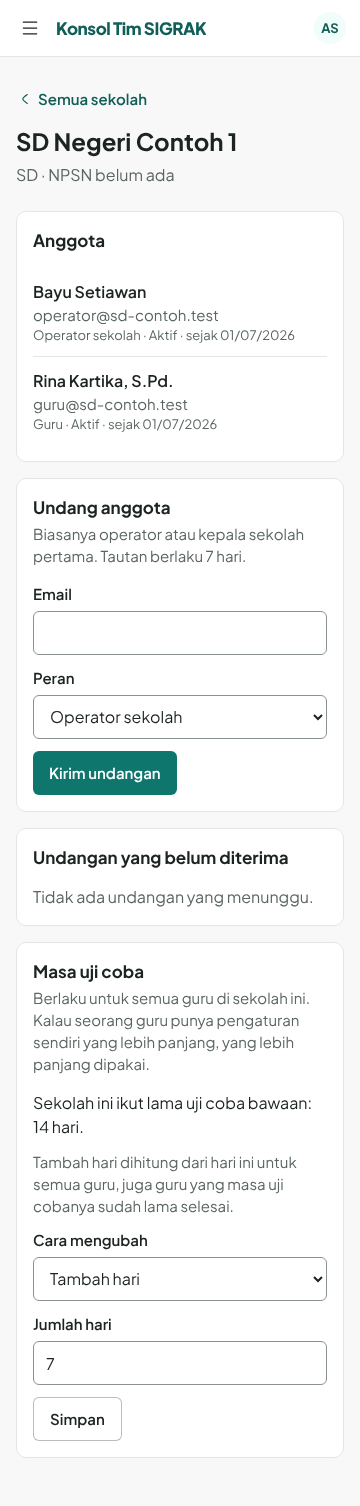 Konsol Tim SIGRAK
AS
Semua sekolah
SD Negeri Contoh 1
SD · NPSN belum ada
Anggota
Bayu Setiawan
operator@sd-contoh.test
Operator sekolah · Aktif · sejak 01/07/2026
Rina Kartika, S.Pd.
guru@sd-contoh.test
Guru · Aktif · sejak 01/07/2026
Undang anggota
Biasanya operator atau kepala sekolah
pertama. Tautan berlaku 7 hari.
Email
Peran
Operator sekolah
Kirim undangan
Undangan yang belum diterima
Tidak ada undangan yang menunggu.
Masa uji coba
Berlaku untuk semua guru di sekolah ini.
Kalau seorang guru punya pengaturan
sendiri yang lebih panjang, yang lebih
panjang dipakai.
Sekolah ini ikut lama uji coba bawaan:
14 hari.
Tambah hari dihitung dari hari ini untuk
semua guru, juga guru yang masa uji
cobanya sudah lama selesai.
Cara mengubah
Tambah hari
Jumlah hari
7
Simpan